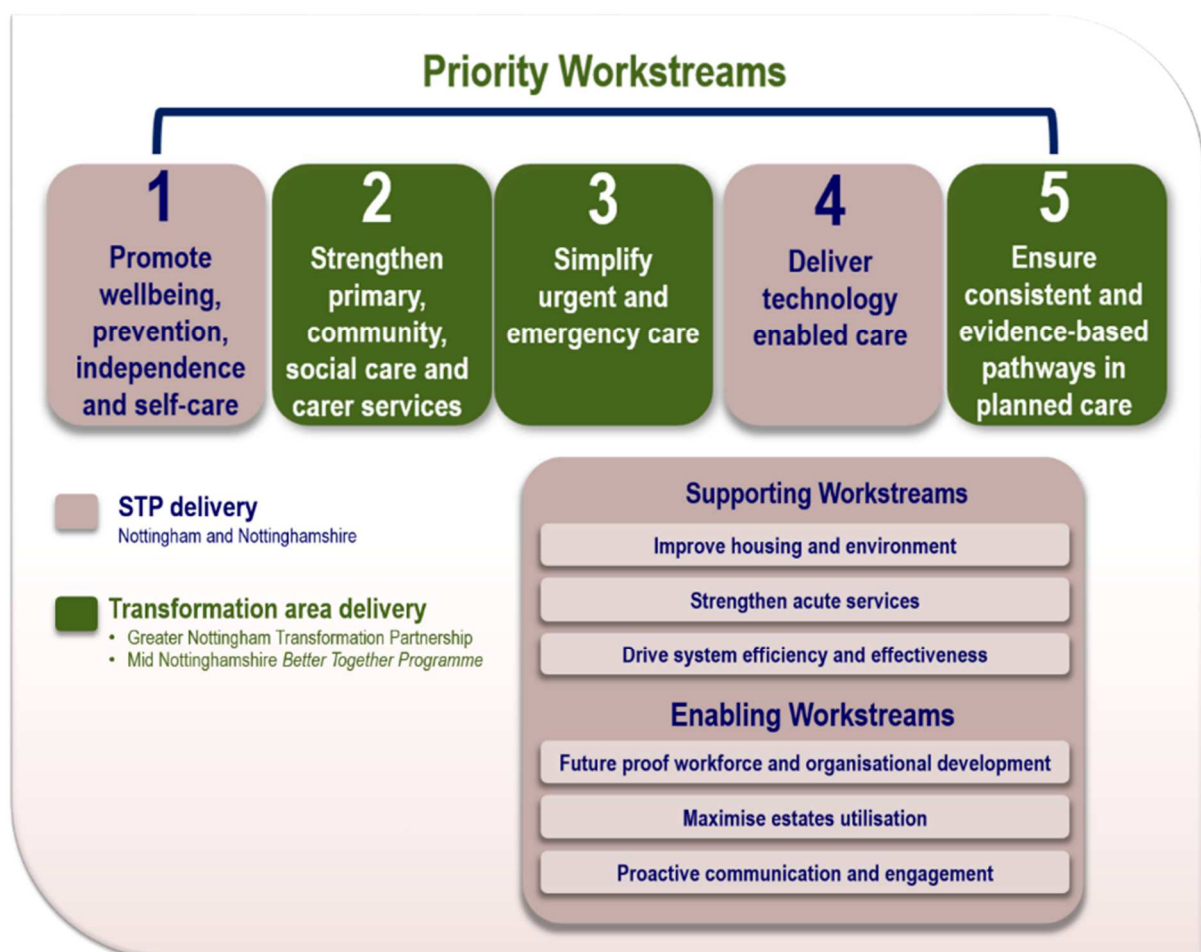 Priority Workstreams
1
Promote
wellbeing,
prevention,
independence
and self-care
2
Strengthen
primary,
community,
social care and
carer services
3
Simplify
urgent and
emergency care
4
Deliver
technology
enabled care
5
Ensure
consistent and
evidence-based
pathways in
planned care
STP delivery
Nottingham and Nottinghamshire
Transformation area delivery
• Greater Nottingham Transformation Partnership
• Mid Nottinghamshire Better Together Programme
Supporting Workstreams
Improve housing and environment
Strengthen acute services
Drive system efficiency and effectiveness
Enabling Workstreams
Future proof workforce and organisational development
Maximise estates utilisation
Proactive communication and engagement